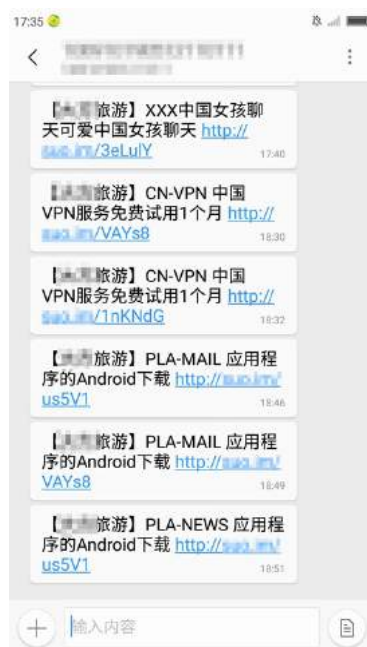 17:35
旅游】XXX中国女孩聊
天可爱中国女孩聊天 http://
/3eLulY
17:40
旅游】CN-VPN 中国
VPN服务免费试用1个月 http://
/VAYs8
18:30
旅游】CN-VPN 中国
VPN服务免费试用1个月 http://
/1nKNdG
18:32
【 旅游】PLA-MAIL 应用程
序的Android下载 http://
us5V1
18:46
【 旅游】PLA-MAIL 应用程
序的Android下载 http://
VAYs8
18:49
【 旅游】PLA-NEWS 应用程
序的Android下载 http://
us5V1
18:51
输入内容